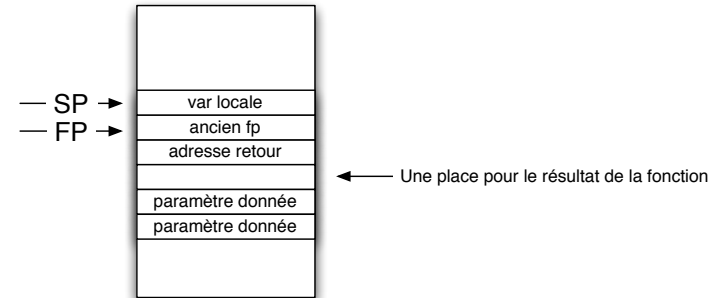 SP
var locale
FP
ancien fp
adresse retour
Une place pour le résultat de la fonction
paramètre donnée
paramètre donnée